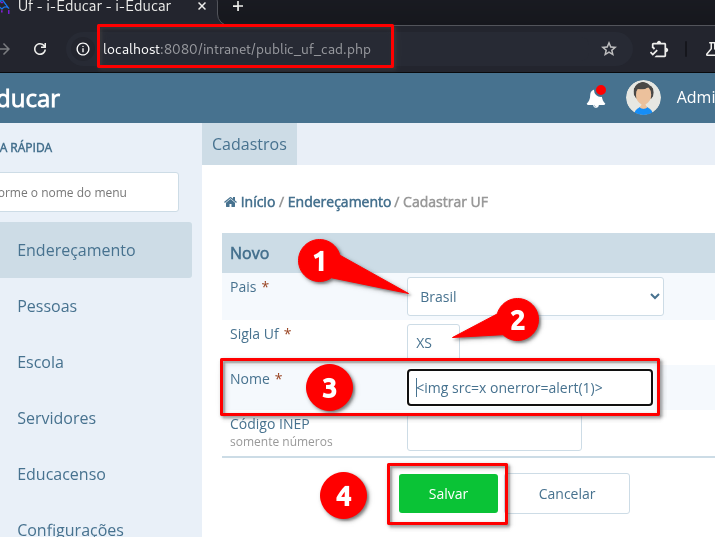 Uf - i-Educar - i-Educar
localhost:8080/intranet/public_uf_cad.php
ducar
Admi
A RÁPIDA
Cadastros
orme o nome do menu
Início / Endereçamento / Cadastrar UF
Endereçamento
Novo
1
Pais *
Brasil
Pessoas
2
Sigla Uf *
XS
Escola
Nome *
3
<img src=x onerror=alert(1)>
Servidores
Código INEP
somente números
Educacenso
4
Salvar
Cancelar
Configurações